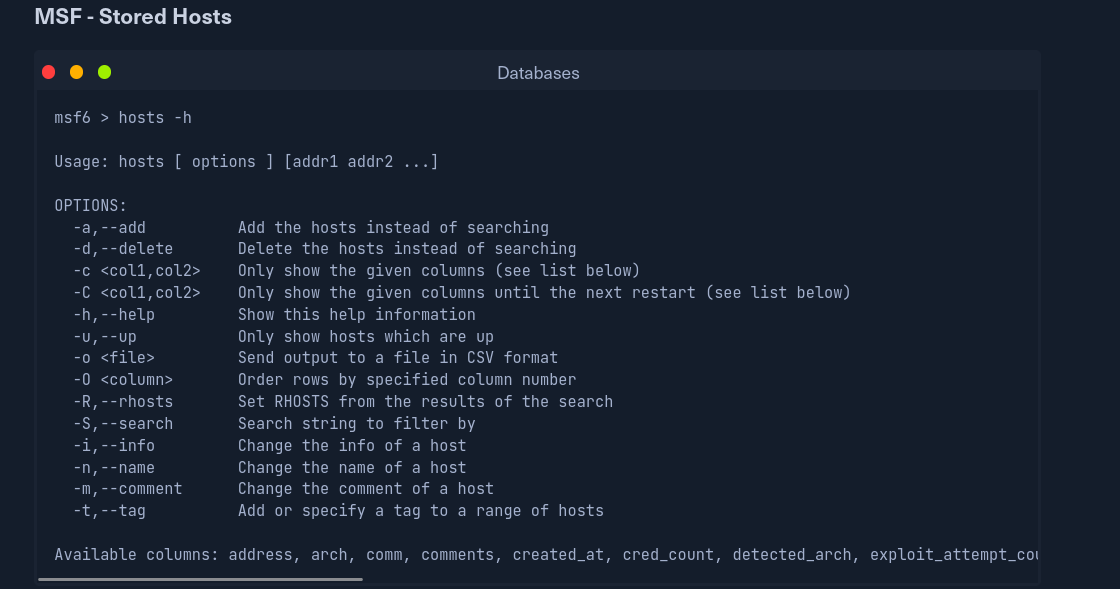 MSF - Stored Hosts
Databases
msf6 > hosts -h
Usage: hosts [ options ] [addr1 addr2 ...]
OPTIONS:
-a,--add Add the hosts instead of searching
-d,--delete Delete the hosts instead of searching
-c <col1,col2> Only show the given columns (see list below)
-C <col1,col2> Only show the given columns until the next restart (see list below)
-h,--help Show this help information
-u,--up Only show hosts which are up
-o <file> Send output to a file in CSV format
-O <column> Order rows by specified column number
-R,--rhosts Set RHOSTS from the results of the search
-S,--search Search string to filter by
-i,--info Change the info of a host
-n,--name Change the name of a host
-m,--comment Change the comment of a host
-t,--tag Add or specify a tag to a range of hosts
Available columns: address, arch, comm, comments, created_at, cred_count, detected_arch, exploit_attempt_cou